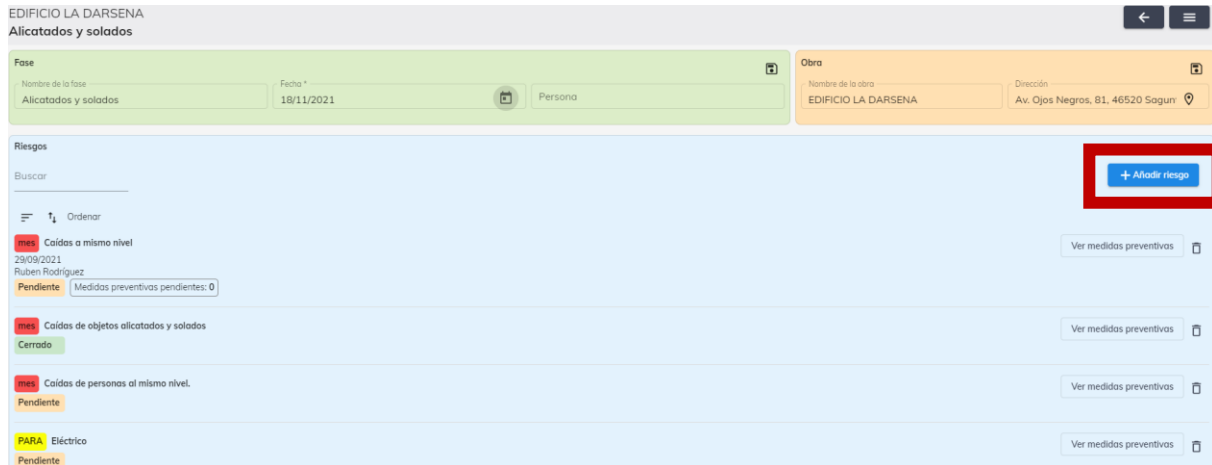 EDIFICIO LA DARSENA
Alicatados y solados
Fase
Nombre de la fase
Alicatados y solados
Fecha *
18/11/2021
Persona
Obra
Nombre de la obra
EDIFICIO LA DARSENA
Dirección
Av. Ojos Negros, 81, 46520 Sagun
Riesgos
Buscar
+ Añadir riesgo
Ordenar
mes Caídas a mismo nivel
Ver medidas preventivas
29/09/2021
Ruben Rodríguez
Pendiente Medidas preventivas pendientes: 0
mes Caídas de objetos alicatados y solados
Ver medidas preventivas
Cerrado
mes Caídas de personas al mismo nivel.
Ver medidas preventivas
Pendiente
PARA Eléctrico
Ver medidas preventivas
Pendiente